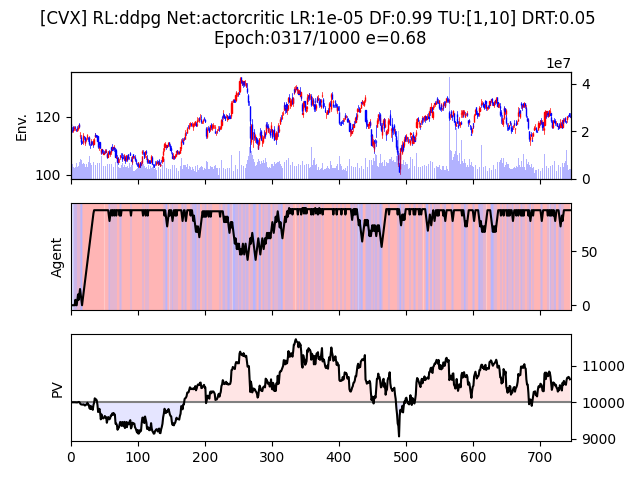 [CVX] RL:ddpg Net:actorcritic LR:1e-05 DF:0.99 TU:[1,10] DRT:0.05
Epoch:0317/1000 e=0.68
1e7
Env.
120
100
4
2
0
Agent
50
0
PV
11000
10000
9000
0 100 200 300 400 500 600 700